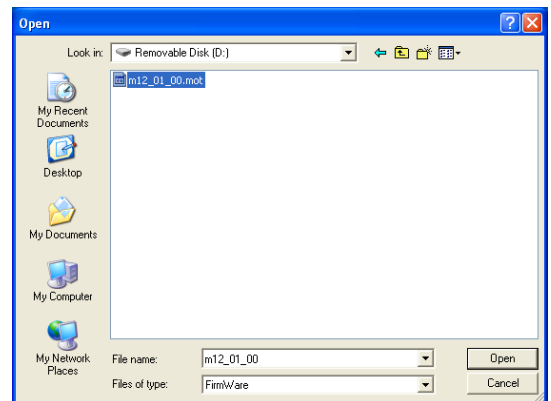 Open
Look in: Removable Disk (D:)
m12_01_00.mot
My Recent
Documents
Desktop
My Documents
My Computer
My Network
Places
File name: m12_01_00 Open
Files of type: FirmWare Cancel